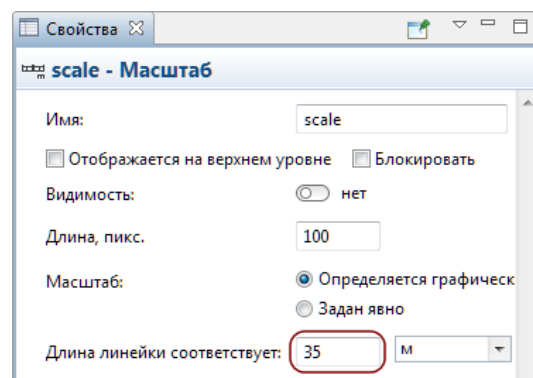 Свойства
scale - Масштаб
Имя: scale
Отображается на верхнем уровне Блокировать
Видимость: нет
Длина, пикс. 100
Масштаб: Определяется графическ
Задан явно
Длина линейки соответствует: 35 м